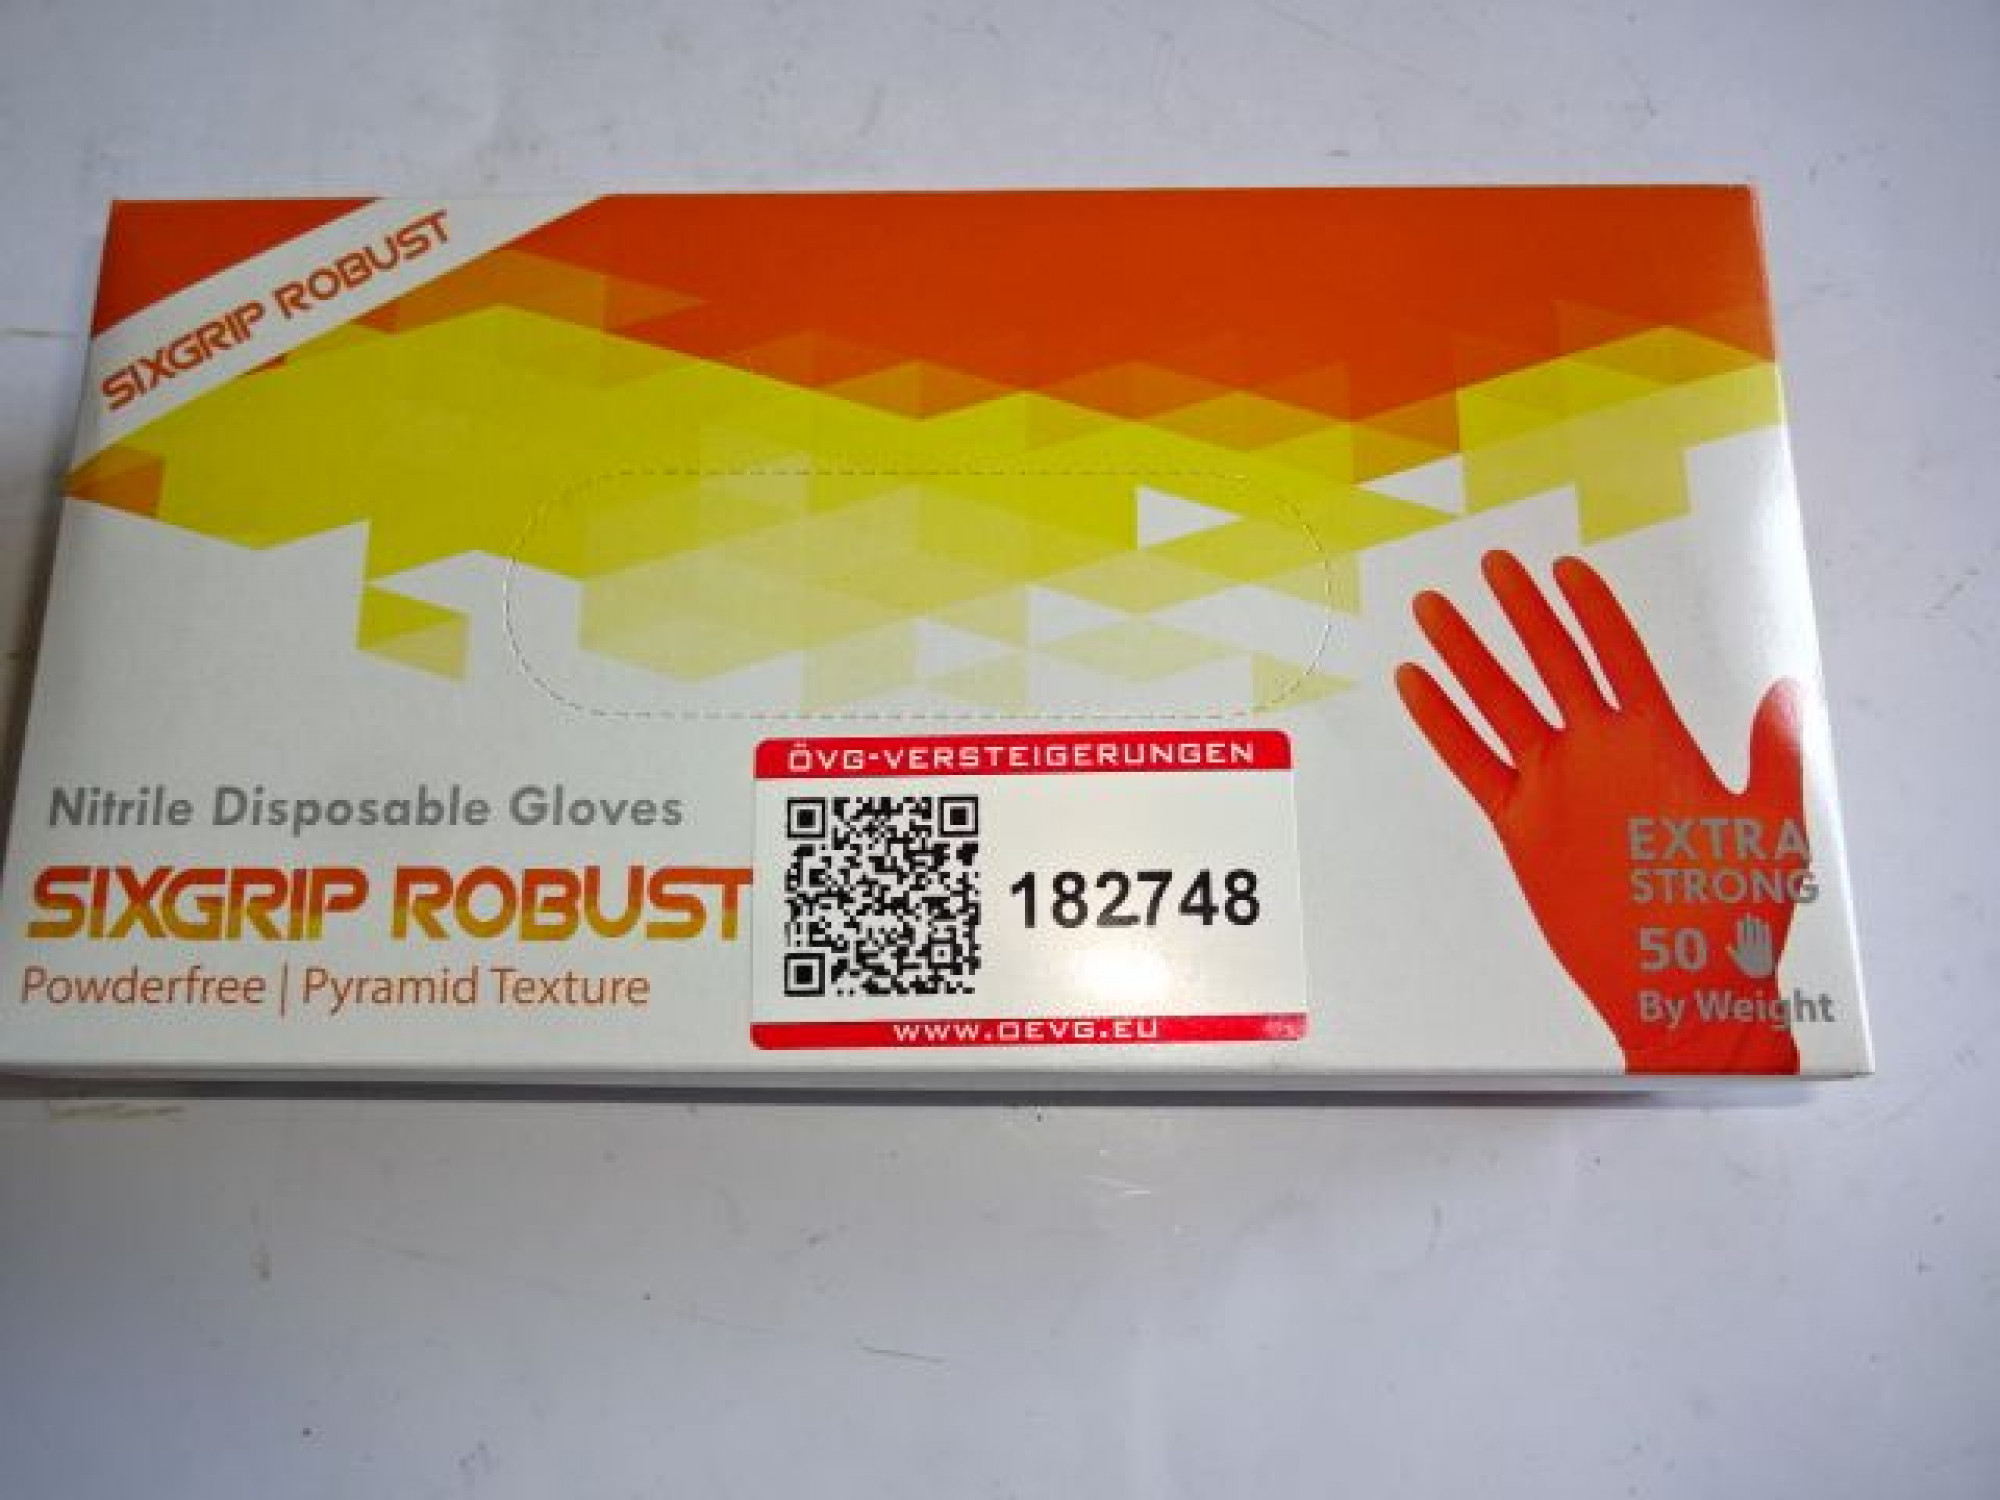 SIXGRIP ROBUST
Nitrile Disposable Gloves
SIXGRIP ROBUST
Powderfree | Pyramid Texture
ÖVG-VERSTEIGERUNGEN
182748
WWW.OEVG.EU
EXTRA
STRONG
50
By Weight